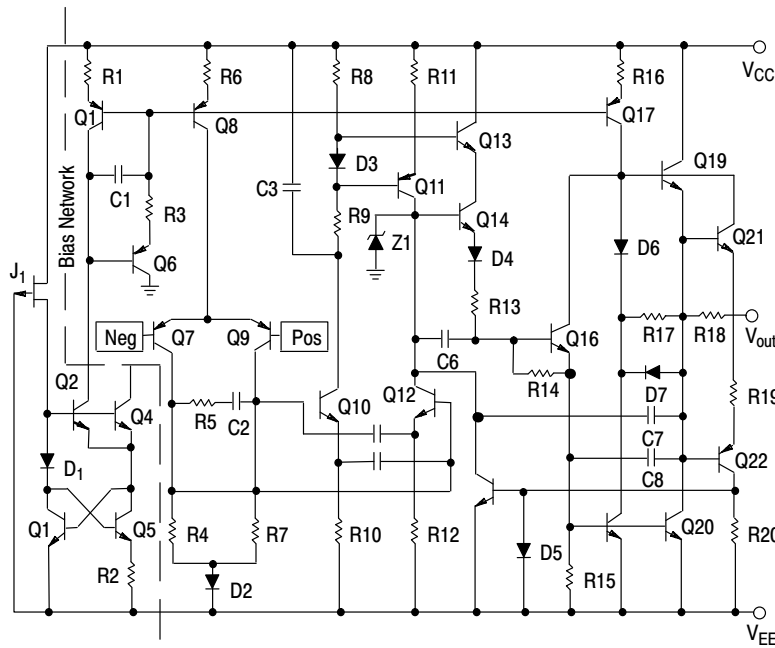 R1
R6
R8
R11
R16
VCC
Q1
Q8
Q17
Q13
Q19
D3
Q11
C1
C3
Bias Network
R3
R9
Q14
Q21
Z1
D6
Q6
D4
J1
R13
Neg
Q7
Q9
Pos
Q16
R17
R18
Vout
C6
Q2
Q4
R5
C2
Q10
Q12
R14
D7
R19
C7
D1
C8
Q22
Q1
Q5
R4
R7
R10
R12
D5
Q20
R20
R2
D2
R15
VEE